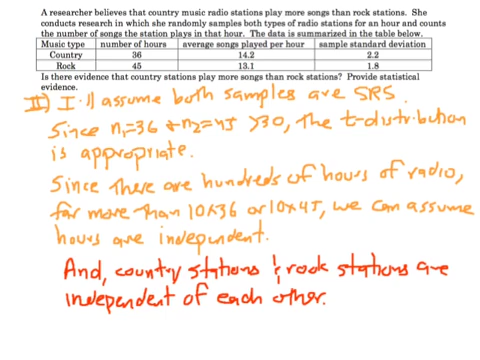 A researcher believes that country music radio stations play more songs than rock stations. She
conducts research in which she randomly samples both types of radio stations for an hour and counts
the number of songs the station plays in that hour. The data is summarized in the table below.
Music type number of hours average songs played per hour sample standard deviation
Country 36 14.2 2.2
Rock 45 13.1 1.8
Is there evidence that country stations play more songs than rock stations? Provide statistical
evidence.
II) I'll assume both samples are SRS.
Since n₁=36 + n₂=45 >30, the t-distribution
is appropriate.
Since there are hundreds of hours of radio,
far more than 10x36 or 10x45, we can assume
hours are independent.
And, country stations & rock stations are
independent of each other.